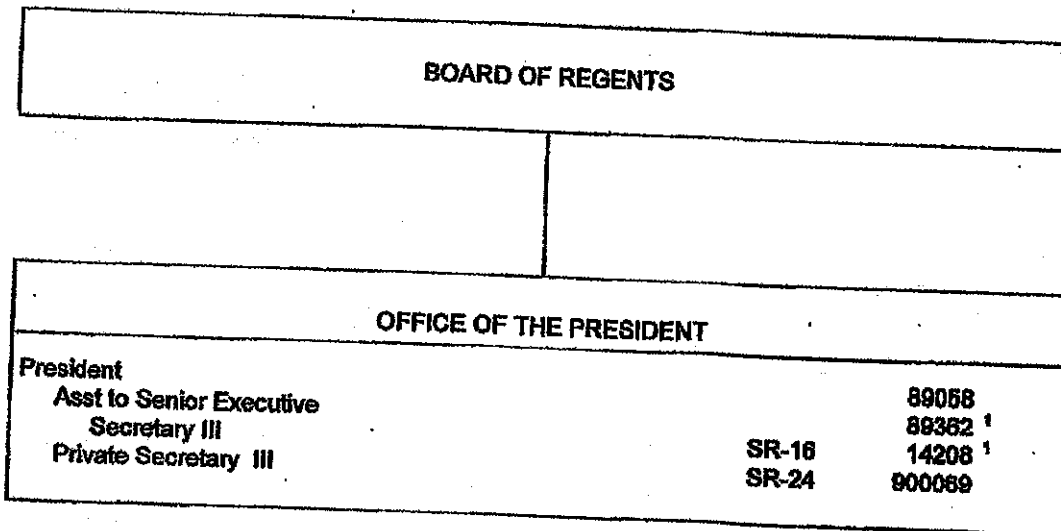 BOARD OF REGENTS
OFFICE OF THE PRESIDENT
President 89058
Asst to Senior Executive 89362 ¹
Secretary III SR-16 14208 ¹
Private Secretary III SR-24 900069